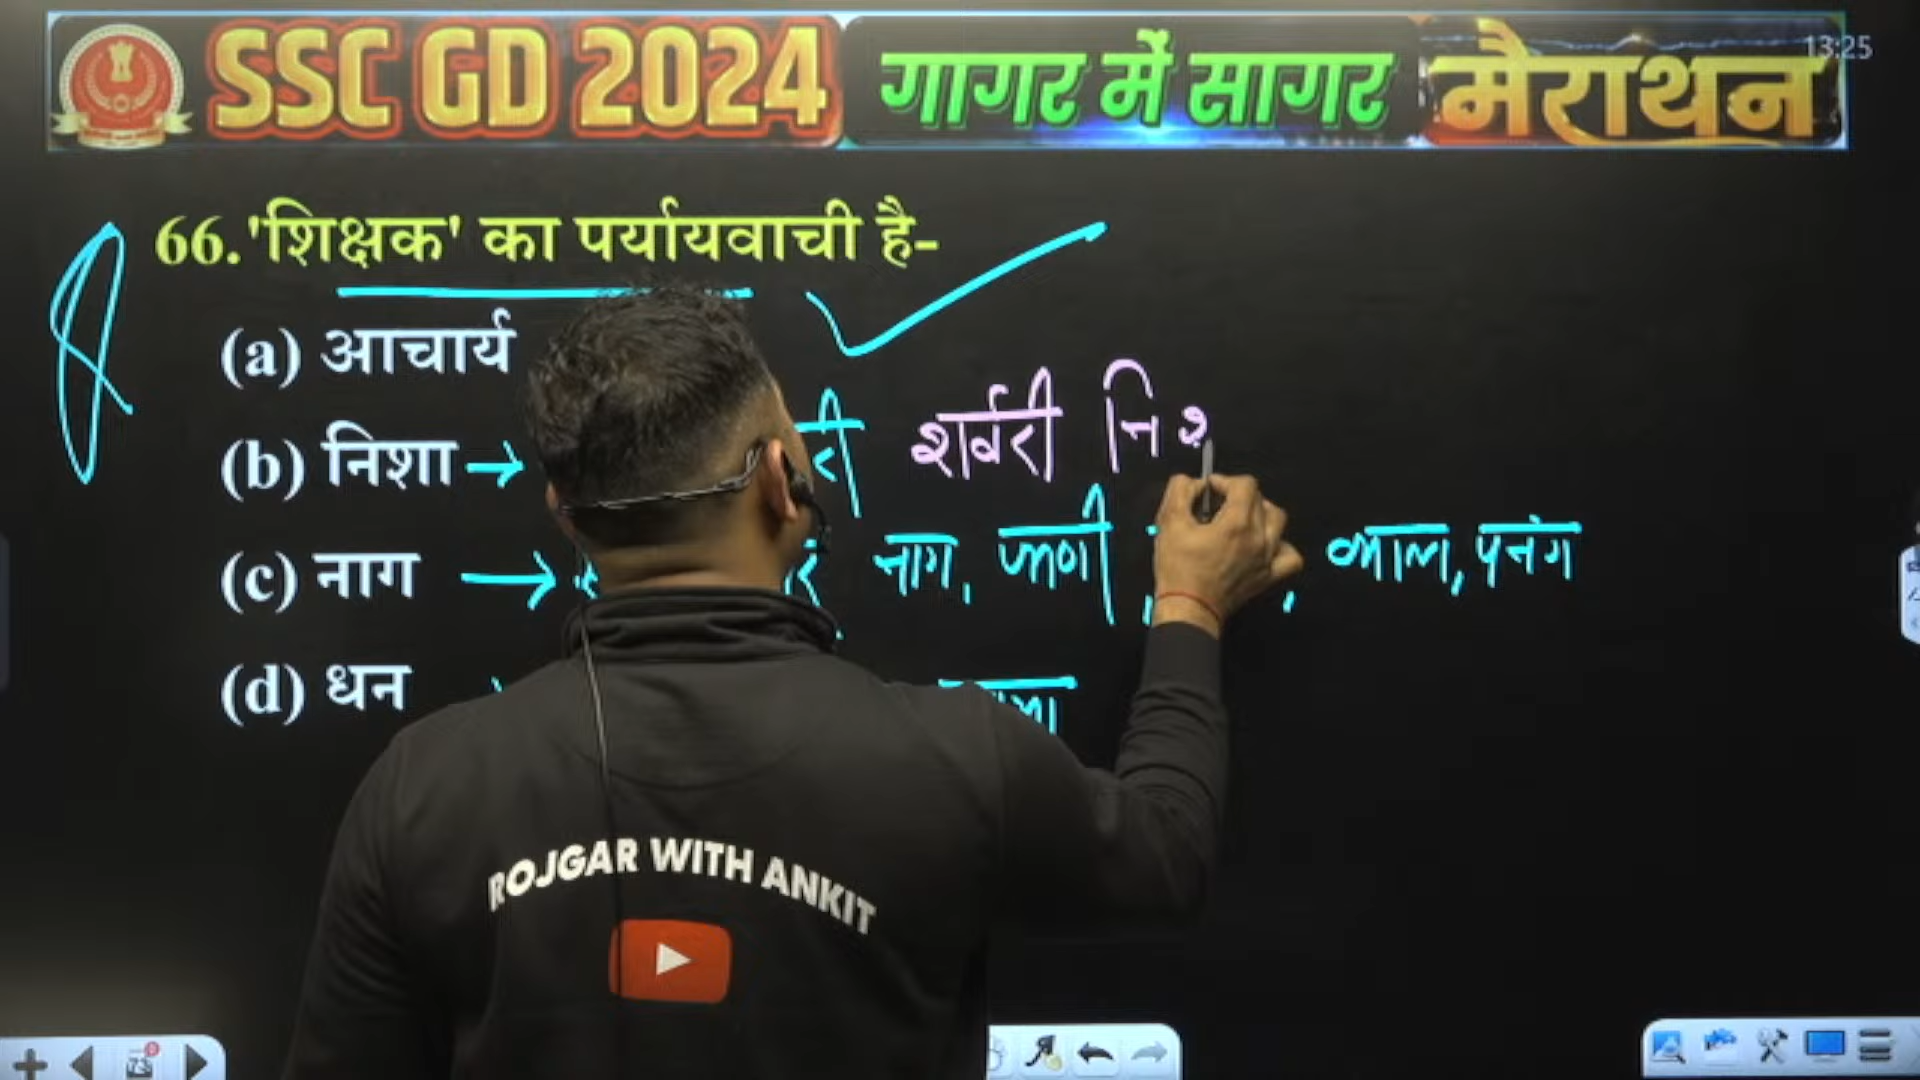 SSC GD 2024 गागर में सागर मैराथन 13:25
66. 'शिक्षक' का पर्यायवाची है-
(a) आचार्य
(b) निशा → शर्वरी
(c) नाग → नाग, फणी व्याल, पनंग
(d) धन
ROJGAR WITH ANKIT